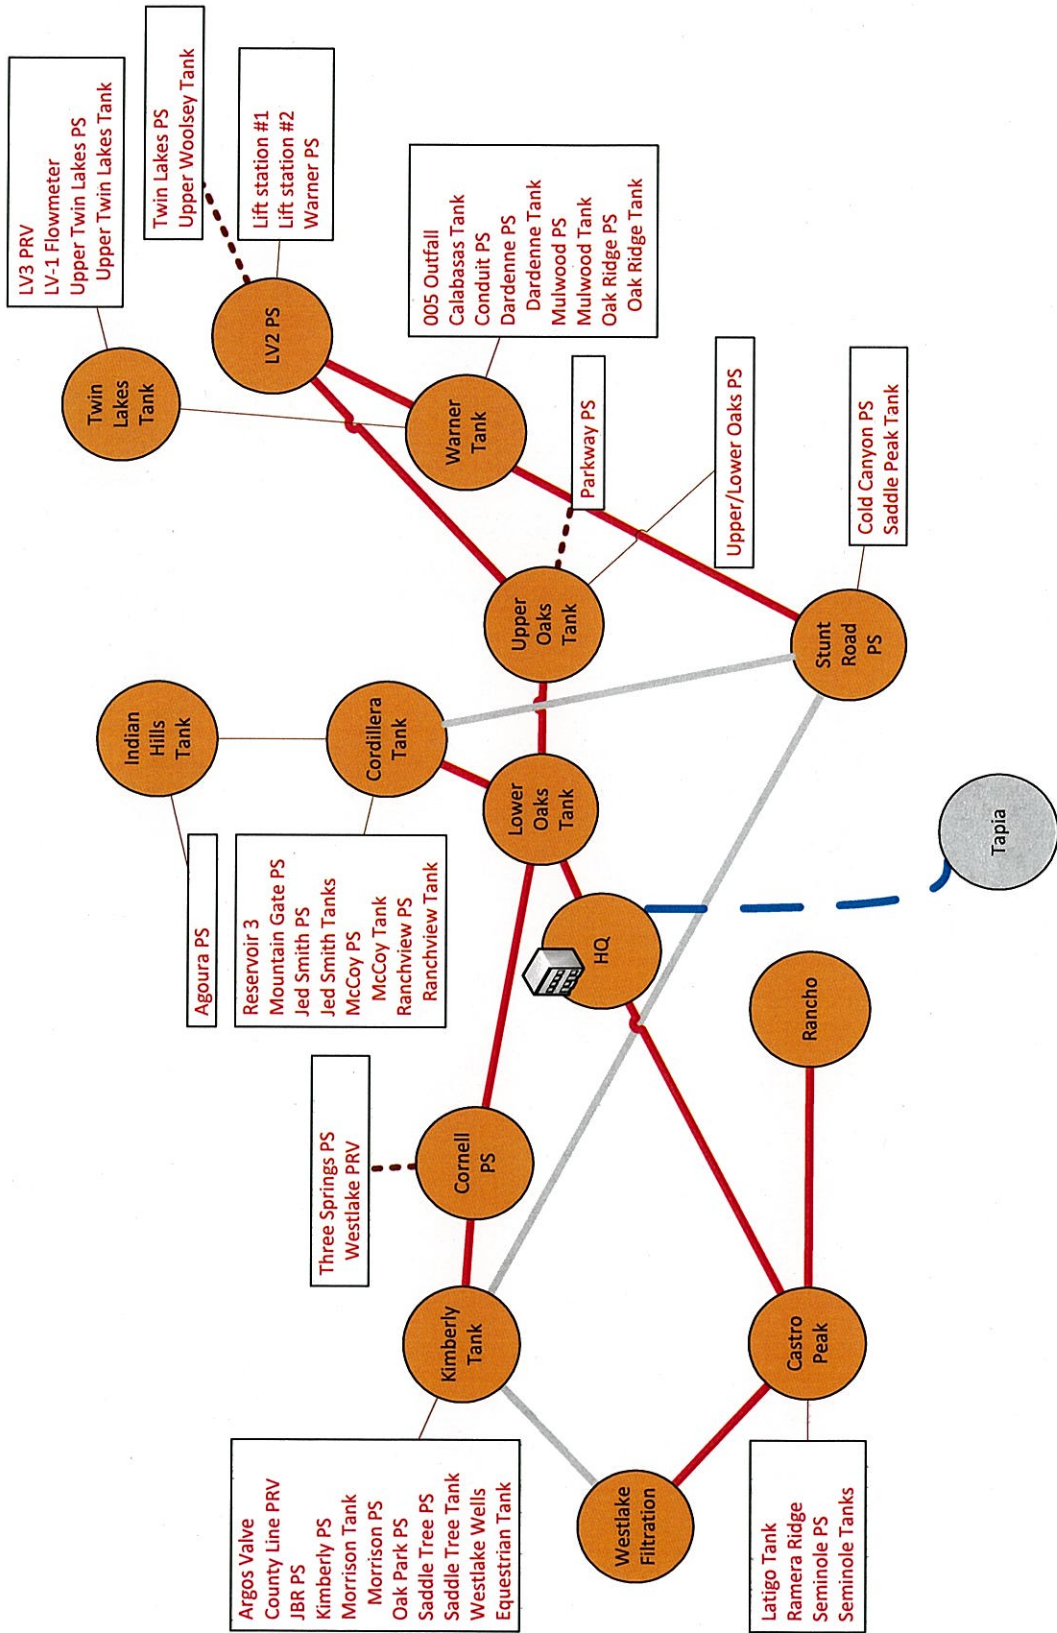 Argos Valve
County Line PRV
JBR PS
Kimberly PS
Morrison Tank
Morrison PS
Oak Park PS
Saddle Tree PS
Saddle Tree Tank
Westlake Wells
Equestrian Tank
Three Springs PS
Westlake PRV
Agoura PS
Reservoir 3
Mountain Gate PS
Jed Smith PS
Jed Smith Tanks
McCoy PS
McCoy Tank
Ranchview PS
Ranchview Tank
Indian
Hills
Tank
Cordillera
Tank
Twin
Lakes
Tank
LV3 PRV
LV-1 Flowmeter
Upper Twin Lakes PS
Upper Twin Lakes Tank
Twin Lakes PS
Upper Woolsey Tank
LV2 PS
Lift station #1
Lift station #2
Warner PS
Warner
Tank
005 Outfall
Calabasas Tank
Conduit PS
Dardenne PS
Dardenne Tank
Mulwood PS
Mulwood Tank
Oak Ridge PS
Oak Ridge Tank
Kimberly
Tank
Cornell
PS
Lower
Oaks
Tank
Upper
Oaks
Tank
Parkway PS
HQ
Westlake
Filtration
Upper/Lower Oaks PS
Castro
Peak
Rancho
Stunt
Road
PS
Cold Canyon PS
Saddle Peak Tank
Latigo Tank
Ramera Ridge
Seminole PS
Seminole Tanks
Tapia